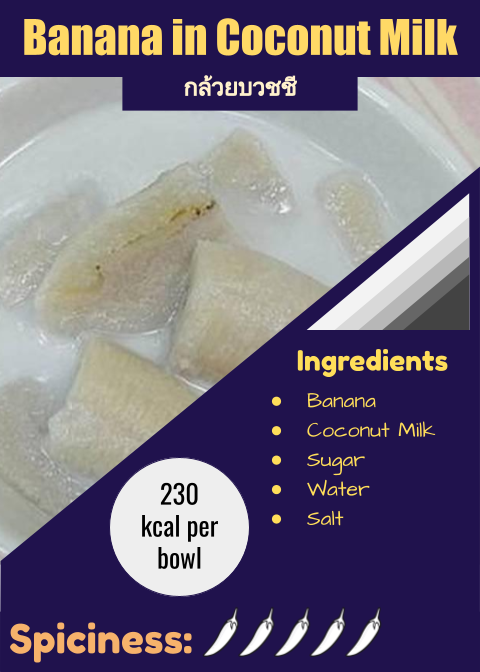 Banana in Coconut Milk
กล้วยบวชชี
Ingredients
Banana
Coconut Milk
Sugar
Water
Salt
230
kcal per
bowl
Spiciness: